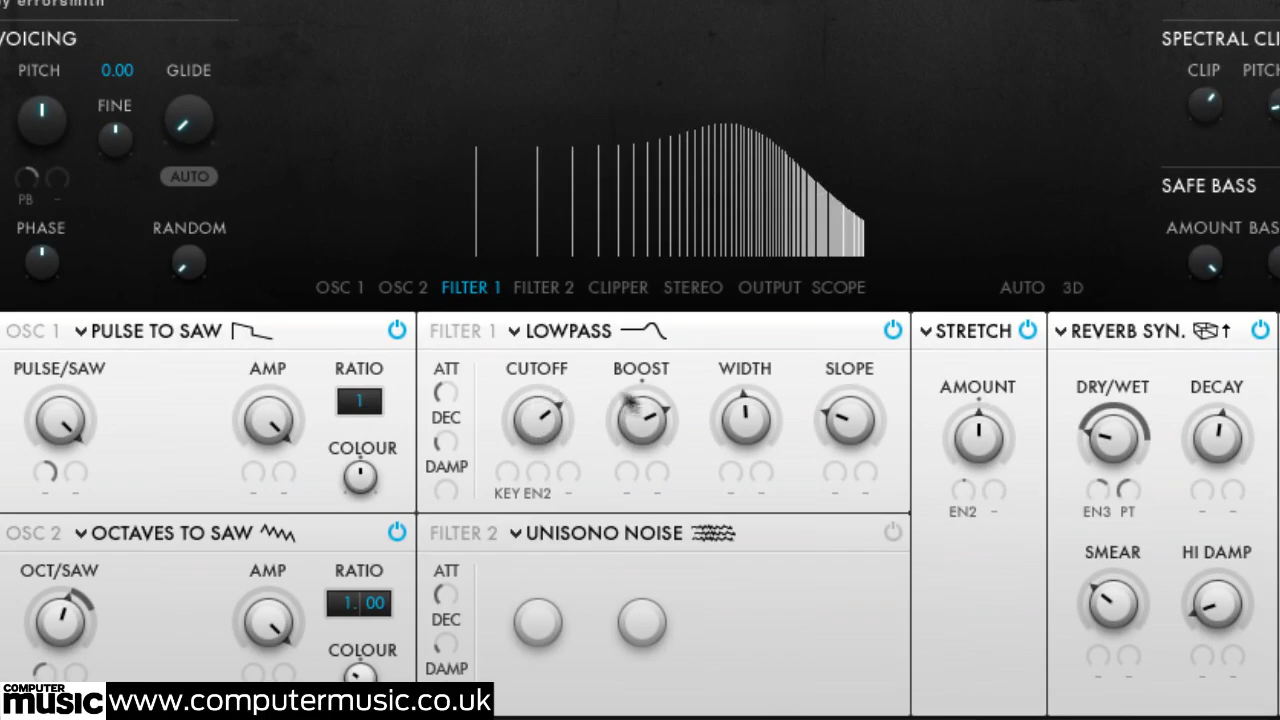 by errorsmith
VOICING
PITCH 0.00 GLIDE
FINE
AUTO
PB -
PHASE RANDOM
SPECTRAL CLI
CLIP PITCH
SAFE BASS
AMOUNT BAS
OSC 1 OSC 2 FILTER 1 FILTER 2 CLIPPER STEREO OUTPUT SCOPE AUTO 3D
OSC 1 PULSE TO SAW
PULSE/SAW AMP RATIO
1
COLOUR
- - - -
FILTER 1 LOWPASS
ATT CUTOFF BOOST WIDTH SLOPE
DEC
DAMP
KEY EN2 - - - - - - -
STRETCH
AMOUNT
EN2 -
REVERB SYN.
DRY/WET DECAY
EN3 PT - -
SMEAR HI DAMP
- - - -
OSC 2 OCTAVES TO SAW
OCT/SAW AMP RATIO
1.00
COLOUR
FILTER 2 UNISONO NOISE
ATT
DEC
DAMP
COMPUTER
music www.computermusic.co.uk